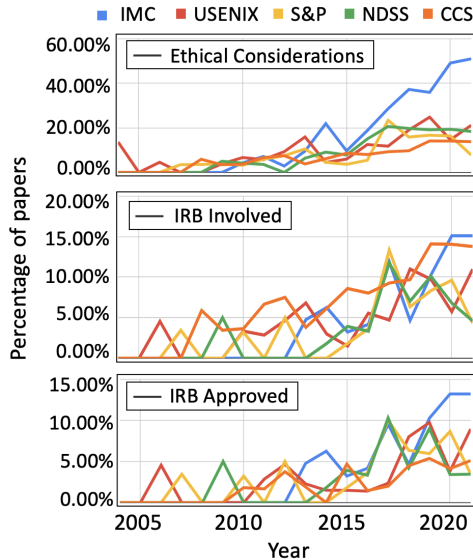 IMC USENIX S&P NDSS CCS
60.00%
Ethical Considerations
40.00%
20.00%
0.00%
20.00%
IRB Involved
15.00%
10.00%
5.00%
0.00%
15.00%
IRB Approved
10.00%
5.00%
0.00%
2005 2010 2015 2020
Year
Percentage of papers